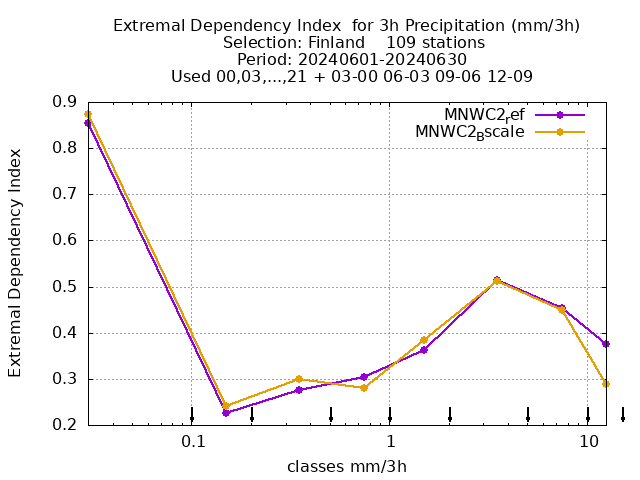 Extremal Dependency Index  for 3h Precipitation (mm/3h)
Selection: Finland    109 stations
Period: 20240601-20240630
Used 00,03,...,21 + 03-00 06-03 09-06 12-09
MNWC2ref
MNWC2Bscale
0.9
0.8
0.7
0.6
0.5
0.4
0.3
0.2
Extremal Dependency Index
0.1 1 10
classes mm/3h